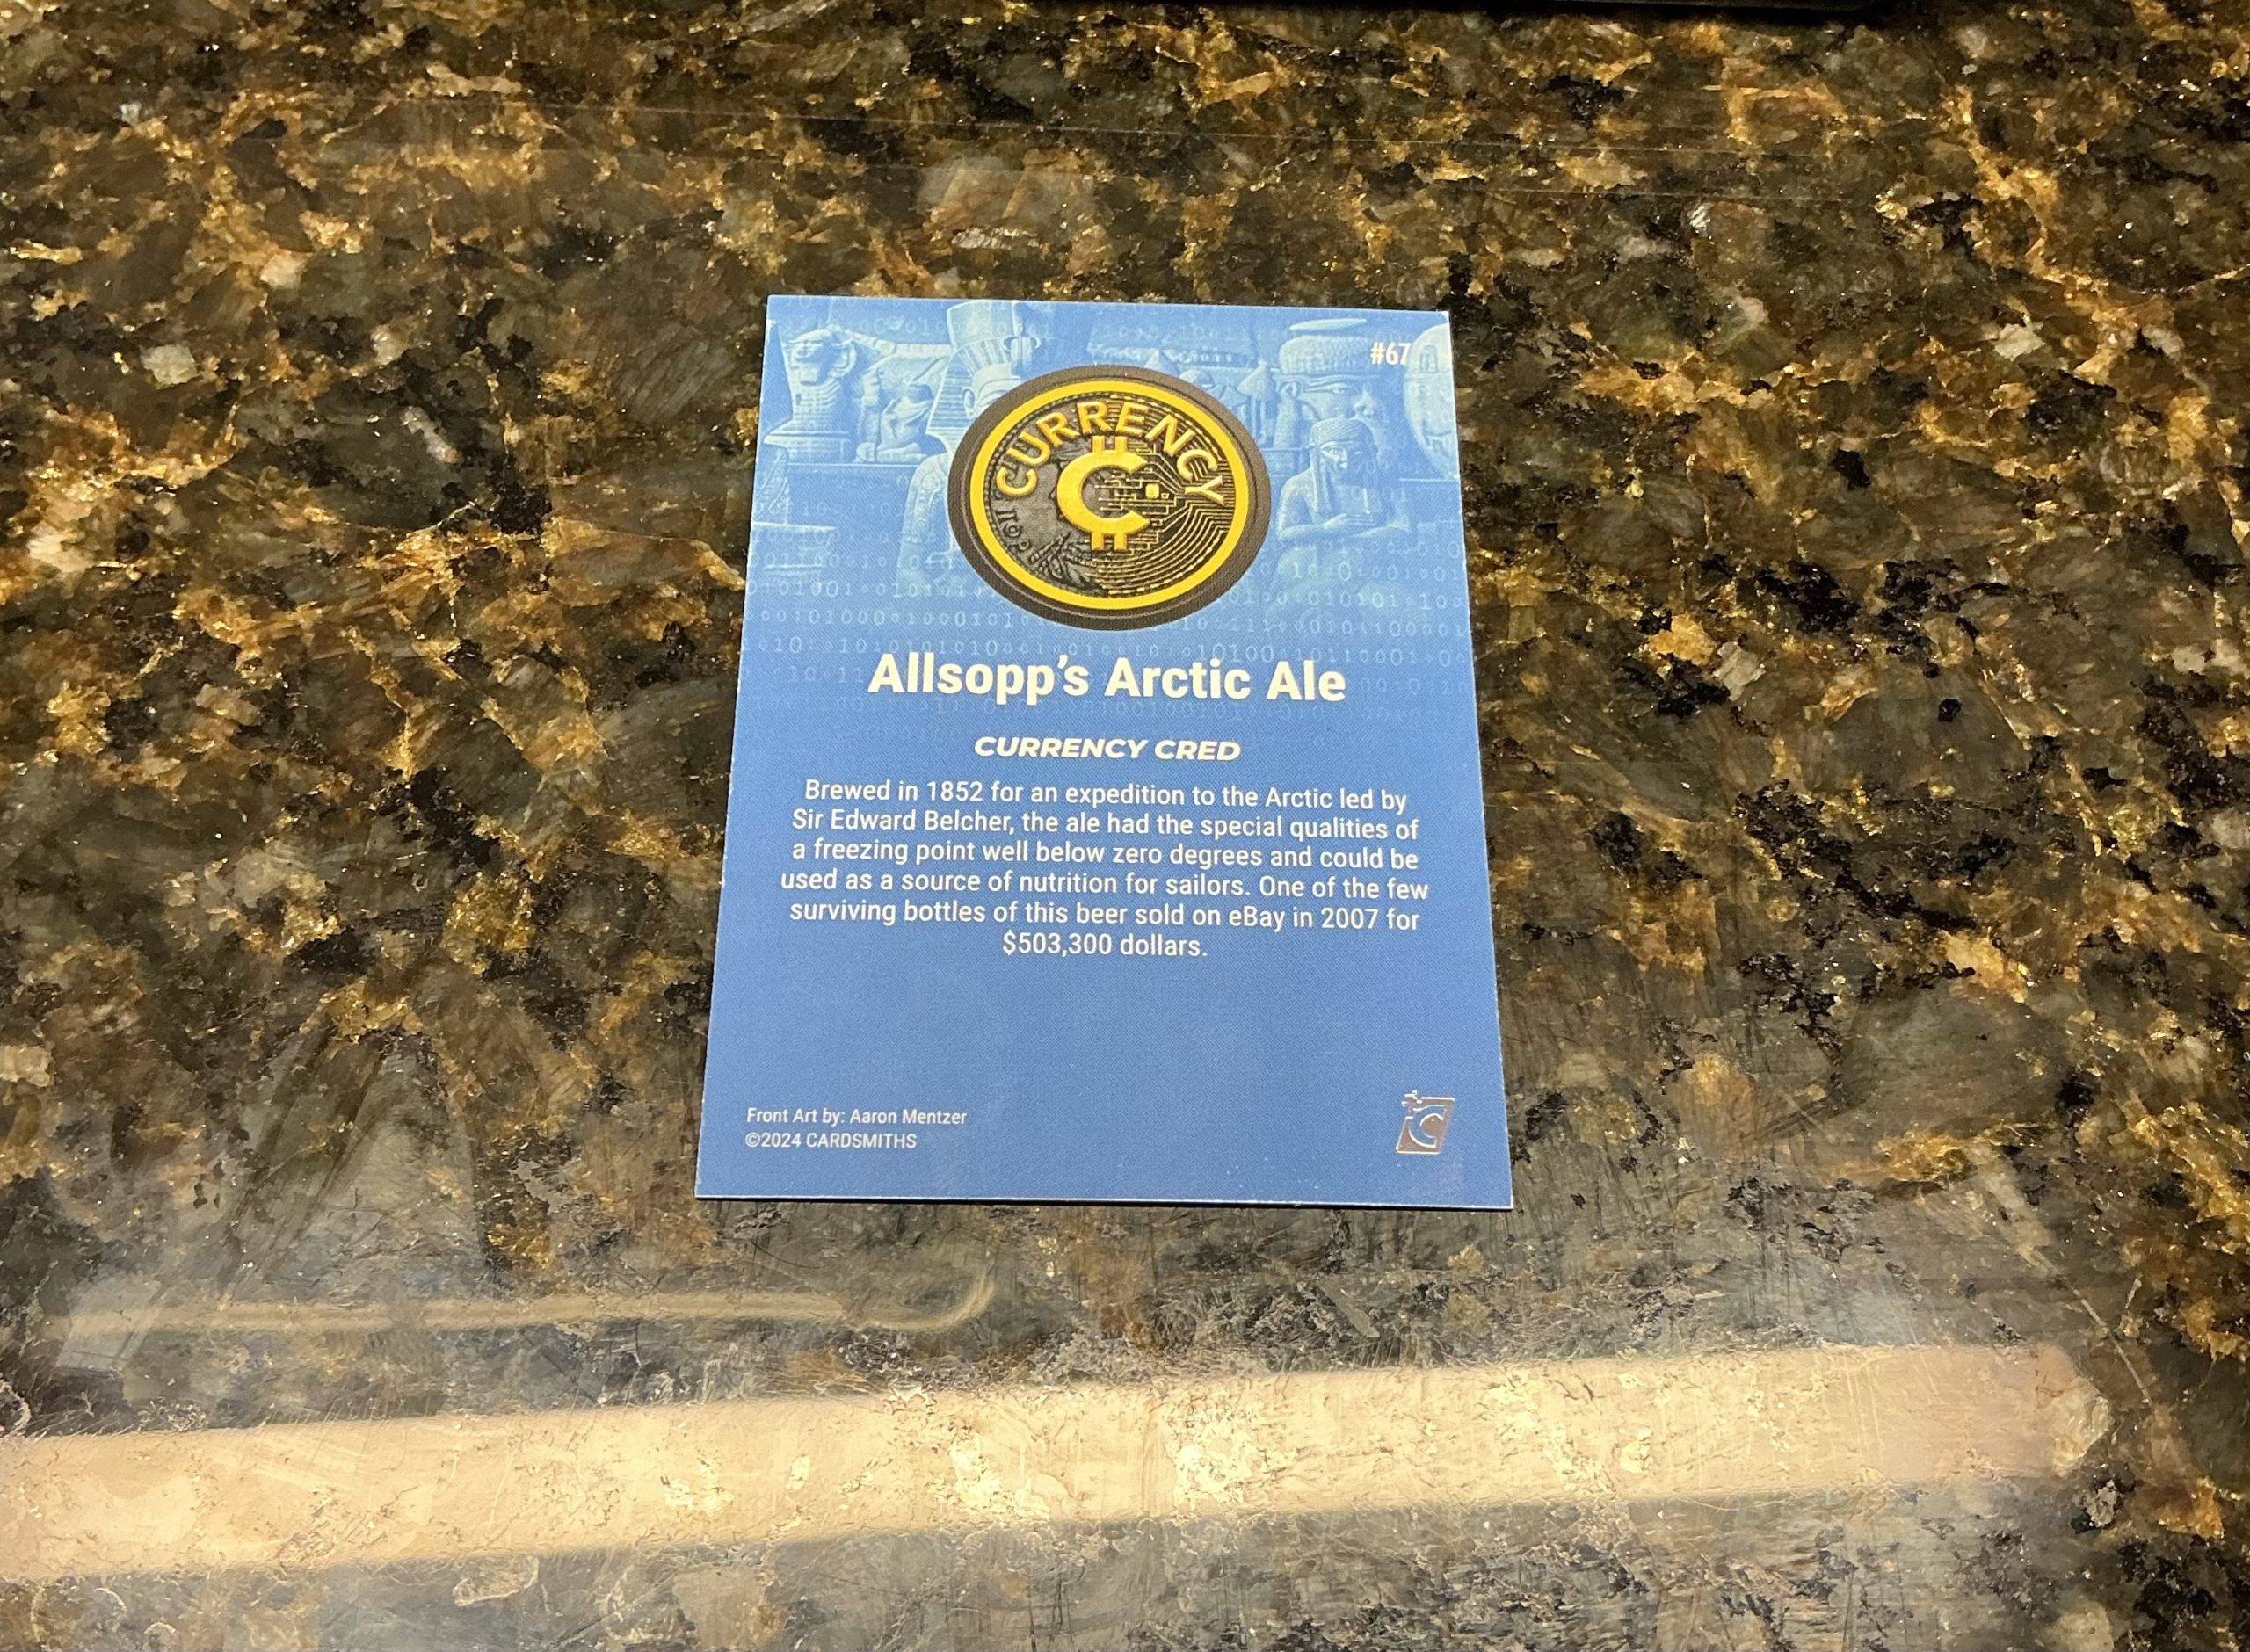 #67
CURRENCY
Allsopp's Arctic Ale
CURRENCY CRED
Brewed in 1852 for an expedition to the Arctic led by
Sir Edward Belcher, the ale had the special qualities of
a freezing point well below zero degrees and could be
used as a source of nutrition for sailors. One of the few
surviving bottles of this beer sold on eBay in 2007 for
$503,300 dollars.
Front Art by: Aaron Mentzer
©2024 CARDSMITHS